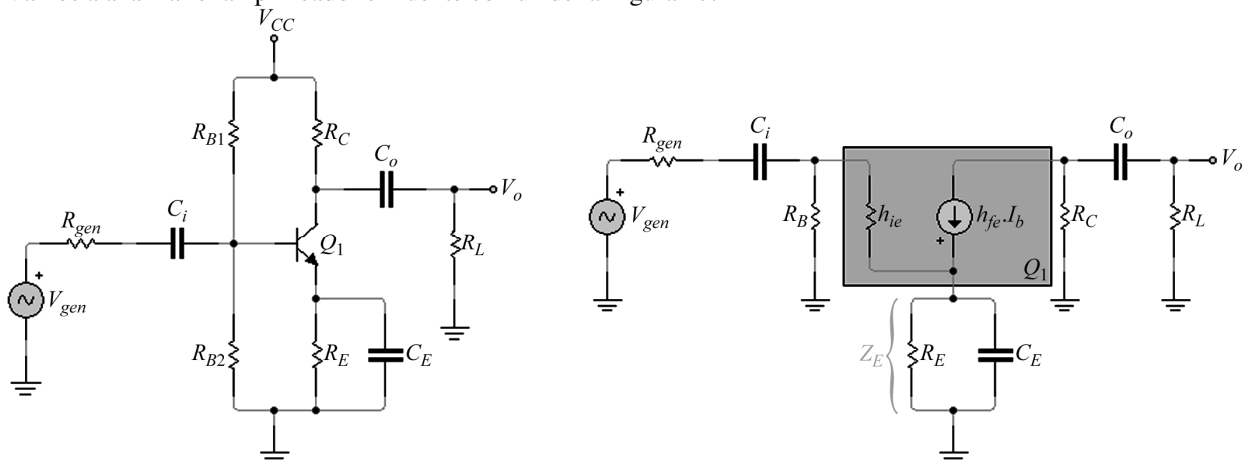 V_CC
R_B1
R_C
C_o
V_o
R_gen
C_i
Q_1
R_L
+
V_gen
R_B2
R_E
C_E
R_gen
C_i
C_o
V_o
+
V_gen
R_B
h_ie
h_fe.I_b
+
R_C
R_L
Q_1
Z_E
R_E
C_E